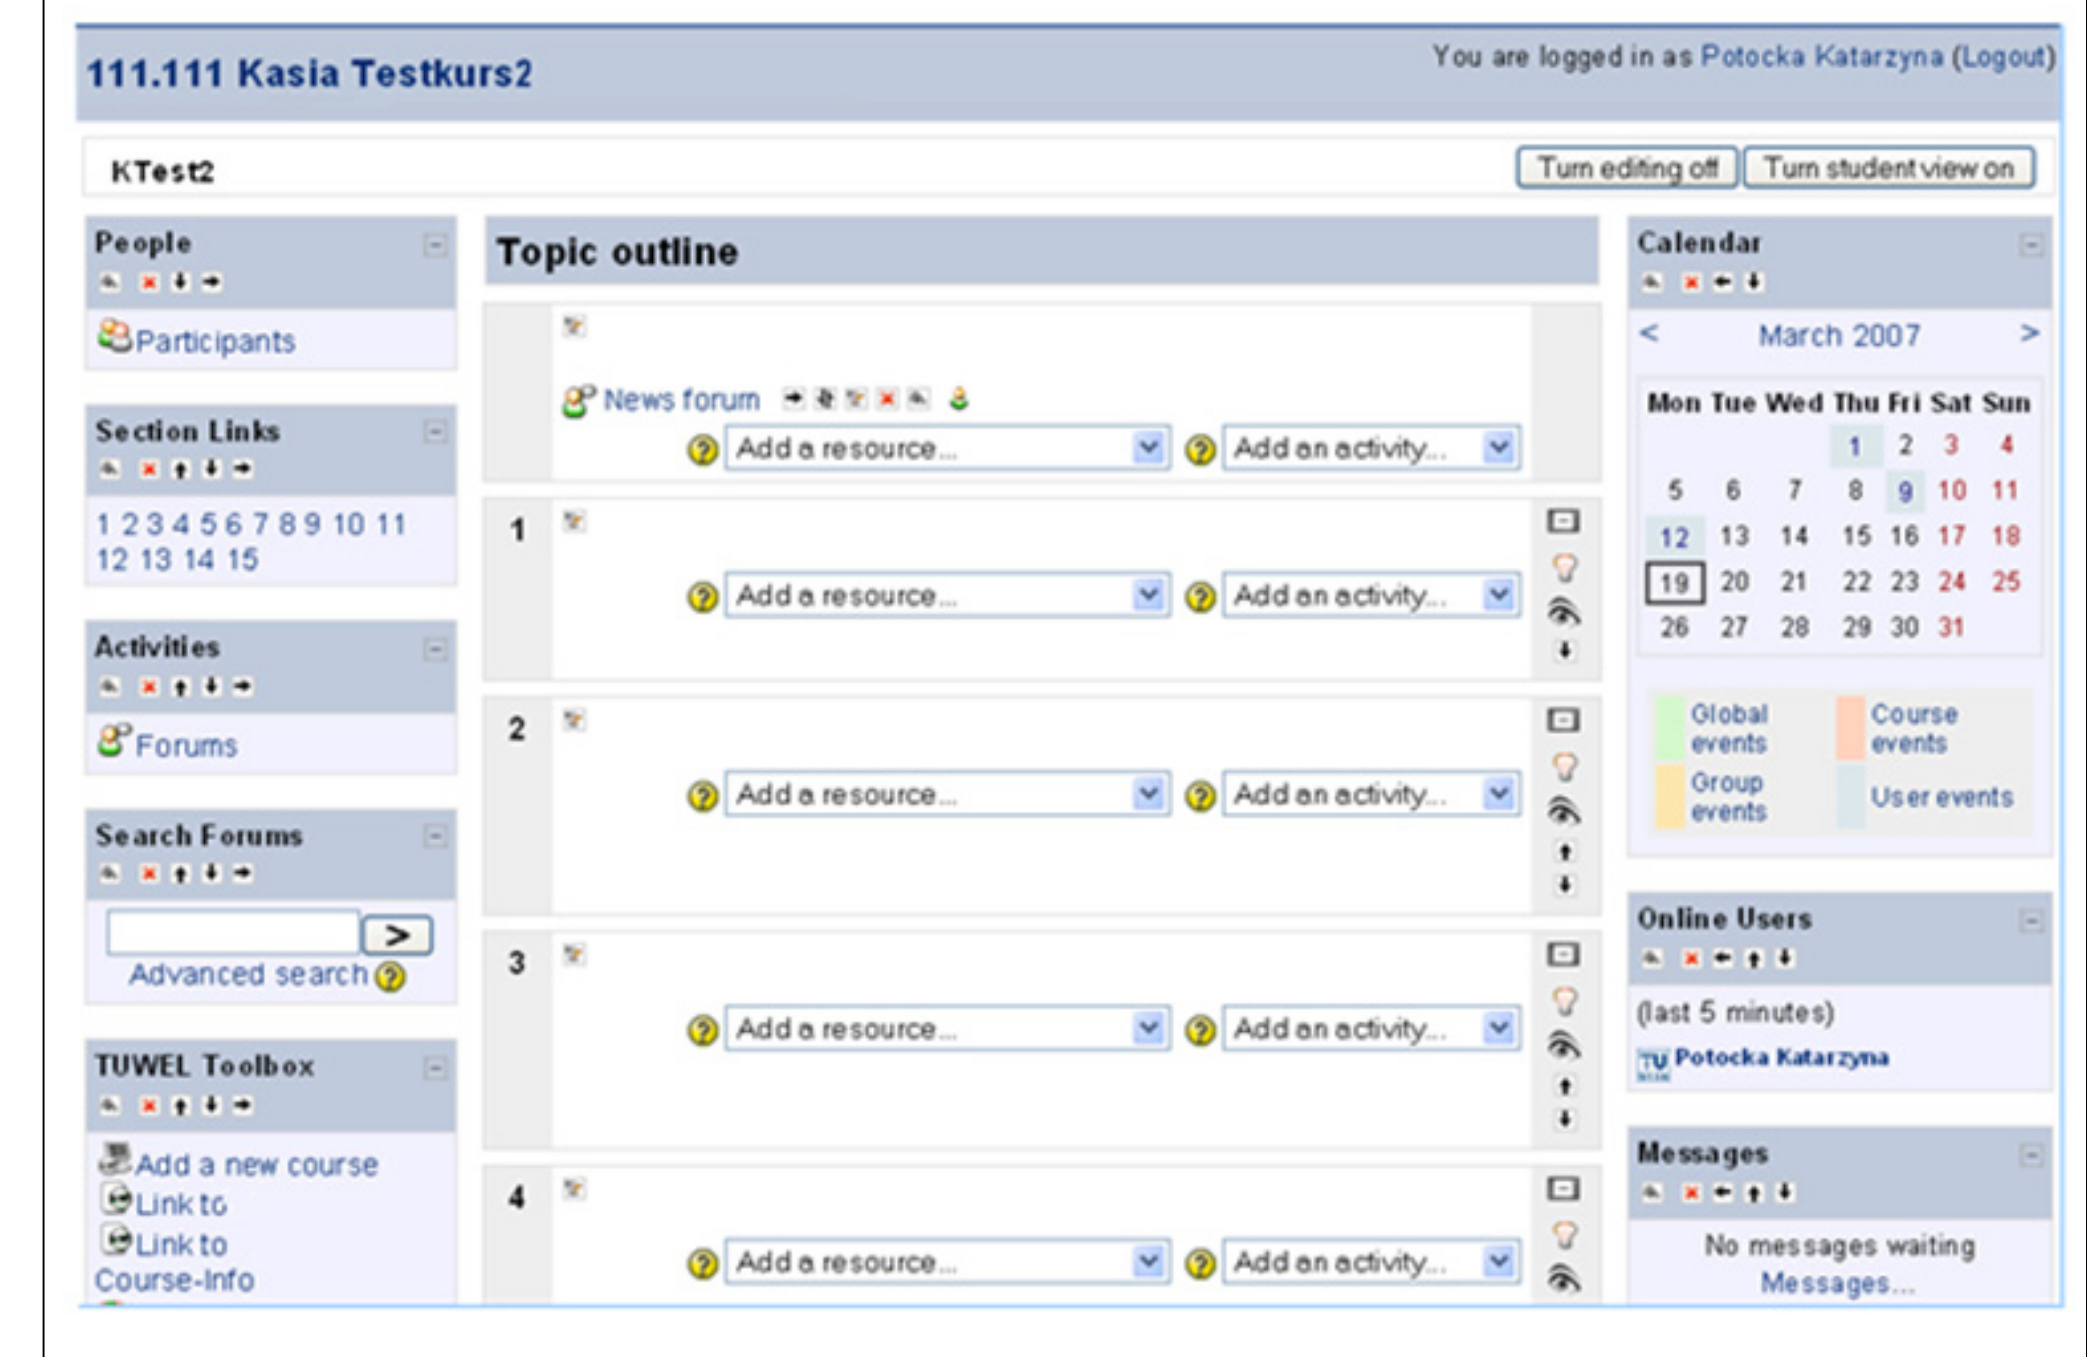 111.111 Kasia Testkurs2
You are logged in as Potocka Katarzyna (Logout)
KTest2
Turn editing off
Turn student view on
People
Participants
Section Links
1 2 3 4 5 6 7 8 9 10 11
12 13 14 15
Activities
Forums
Search Forums
>
Advanced search
TUWEL Toolbox
Add a new course
Link to
Link to
Course-Info
Topic outline
News forum
Add a resource...
Add an activity...
1
Add a resource...
Add an activity...
2
Add a resource...
Add an activity...
3
Add a resource...
Add an activity...
4
Add a resource...
Add an activity...
Calendar
< March 2007 >
Mon Tue Wed Thu Fri Sat Sun
1 2 3 4
5 6 7 8 9 10 11
12 13 14 15 16 17 18
19 20 21 22 23 24 25
26 27 28 29 30 31
Global
events
Course
events
Group
events
User events
Online Users
(last 5 minutes)
TU Potocka Katarzyna
Messages
No messages waiting
Messages...